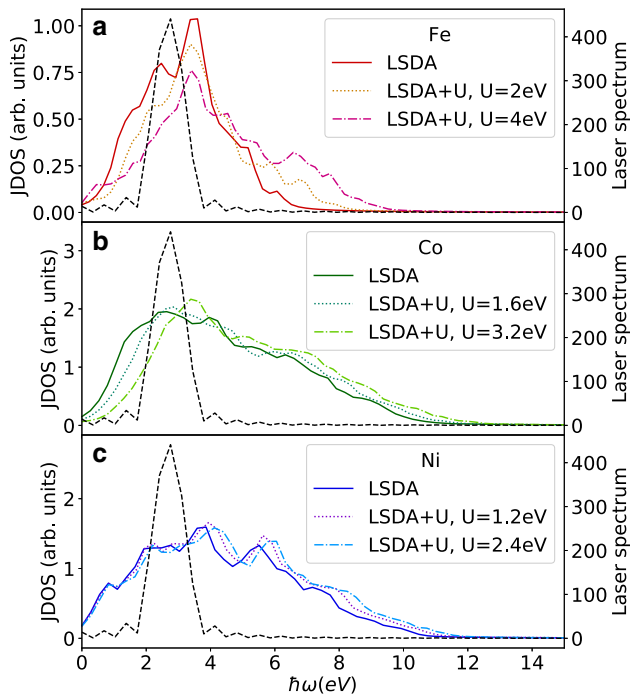 a
Fe
LSDA
LSDA+U, U=2eV
LSDA+U, U=4eV
JDOS (arb. units)
1.00
0.75
0.50
0.25
0.00
Laser spectrum
400
300
200
100
0
b
Co
LSDA
LSDA+U, U=1.6eV
LSDA+U, U=3.2eV
JDOS (arb. units)
3
2
1
0
Laser spectrum
400
300
200
100
0
c
Ni
LSDA
LSDA+U, U=1.2eV
LSDA+U, U=2.4eV
JDOS (arb. units)
2
1
0
Laser spectrum
400
300
200
100
0
0 2 4 6 8 10 12 14
ħω(eV)